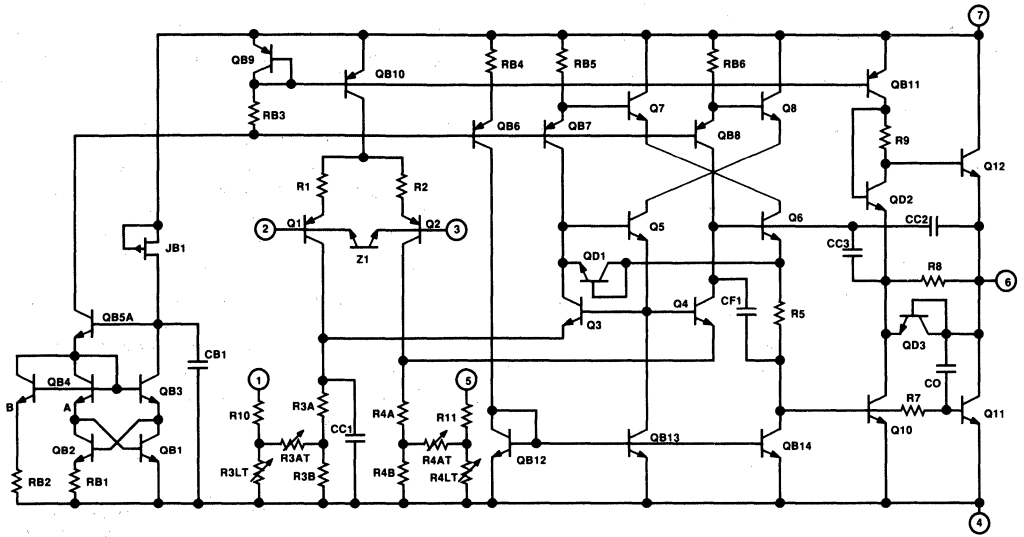 7
QB9
QB10
RB4
RB5
RB6
QB11
Q7
Q8
RB3
QB6
QB7
QB8
R9
Q12
R1
R2
QD2
2
Q1
Q2
3
Z1
Q5
Q6
CC2
CC3
JB1
QD1
R8
6
CF1
R5
Q3
Q4
QD3
QB5A
CB1
QB4
QB3
B
A
1
5
CO
R10
R3A
R4A
R11
R7
Q11
CC1
Q10
QB2
QB1
R3AT
R4AT
QB12
QB13
QB14
R3LT
R3B
R4B
R4LT
RB2
RB1
4